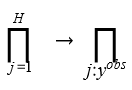 H
∏ → ∏
j=1 j:y^obs